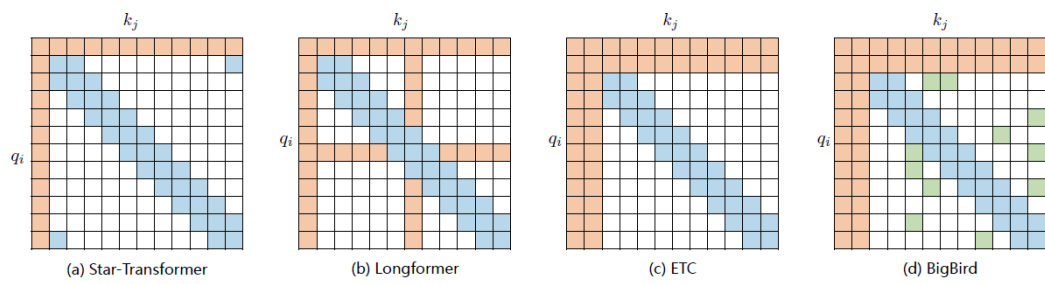 k_j k_j k_j k_j
q_i q_i q_i q_i
(a) Star-Transformer (b) Longformer (c) ETC (d) BigBird